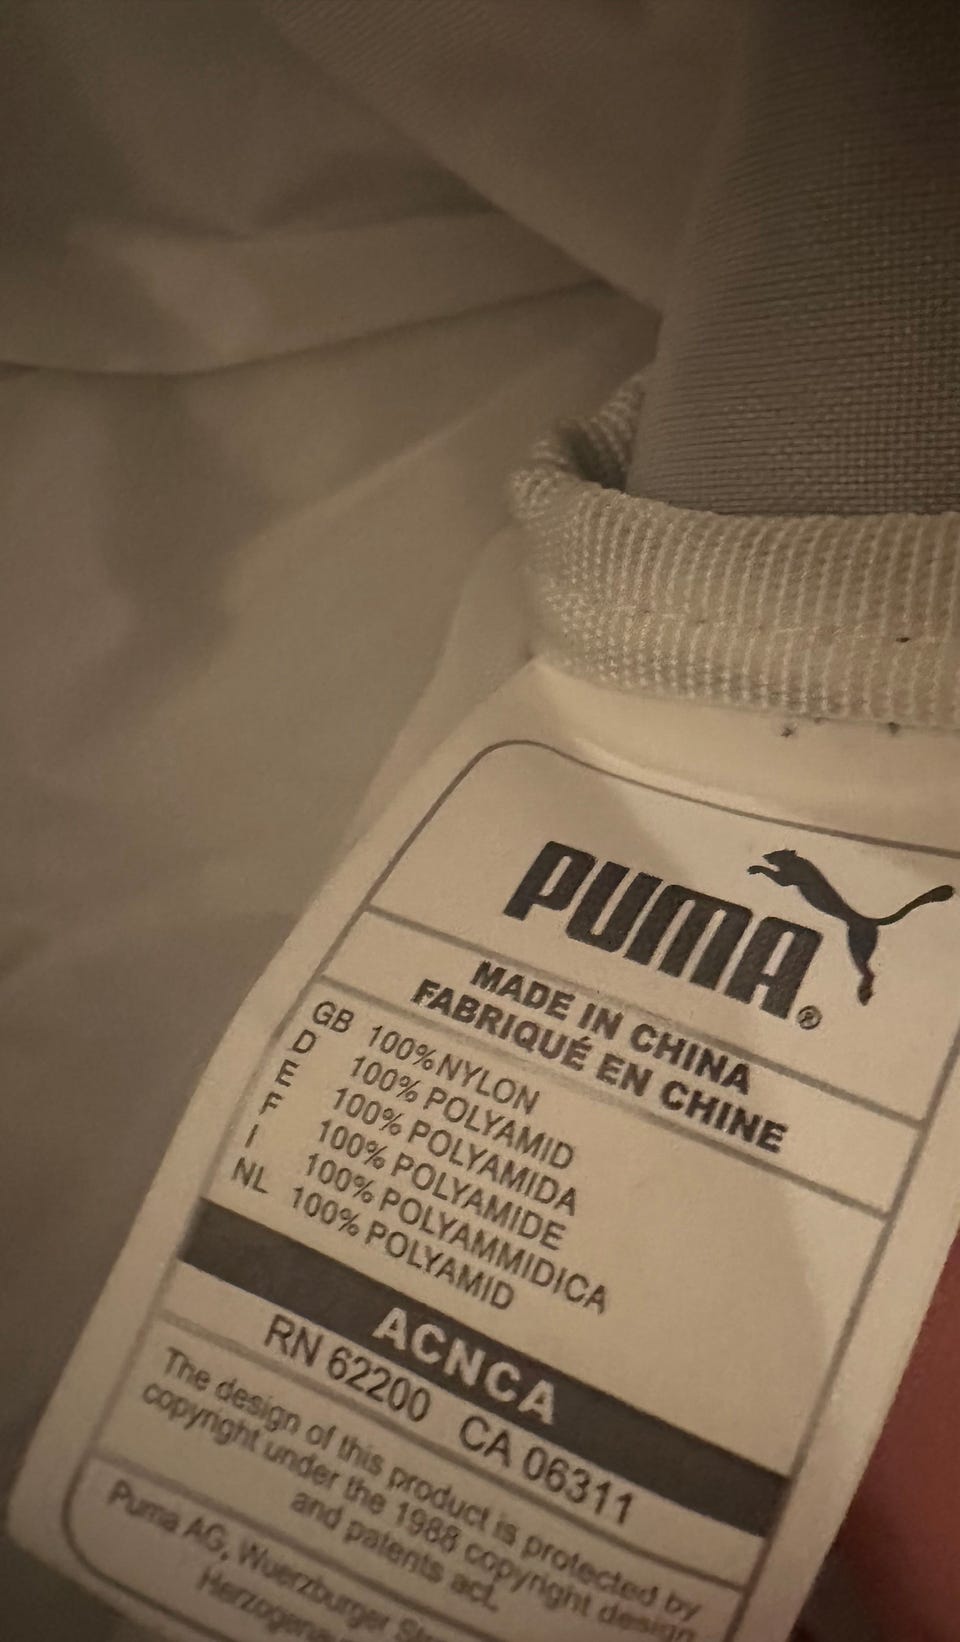 PUMA®
MADE IN CHINA
FABRIQUÉ EN CHINE
GB 100% NYLON
D 100% POLYAMID
E 100% POLYAMIDA
F 100% POLYAMIDE
I 100% POLYAMMIDICA
NL 100% POLYAMID
ACNCA
RN 62200 CA 06311
The design of this product is protected by
copyright under the 1988 copyright design
and patents act.
Puma AG, Wuerzburger